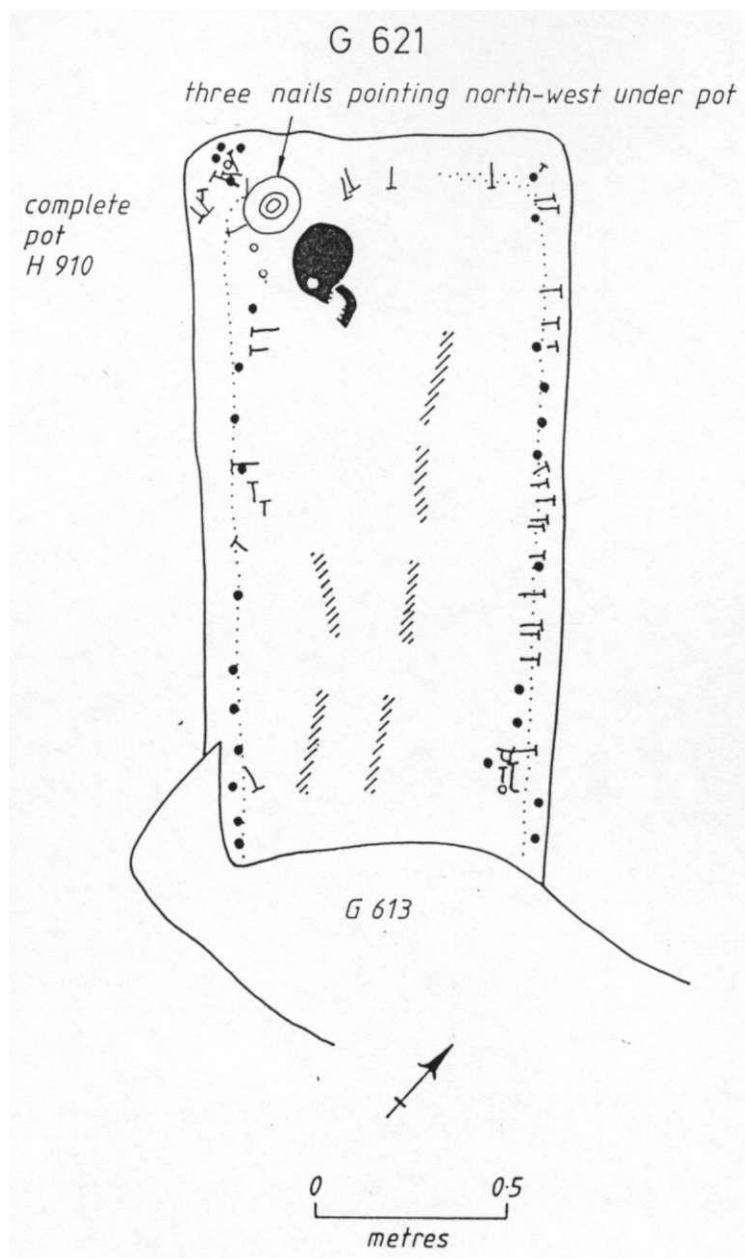 G 621
three nails pointing north-west under pot
complete
pot
H 910
G 613
0 0·5
metres